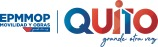 EPMMOP
MOVILIDAD Y OBRAS
QUITO
grande otra vez